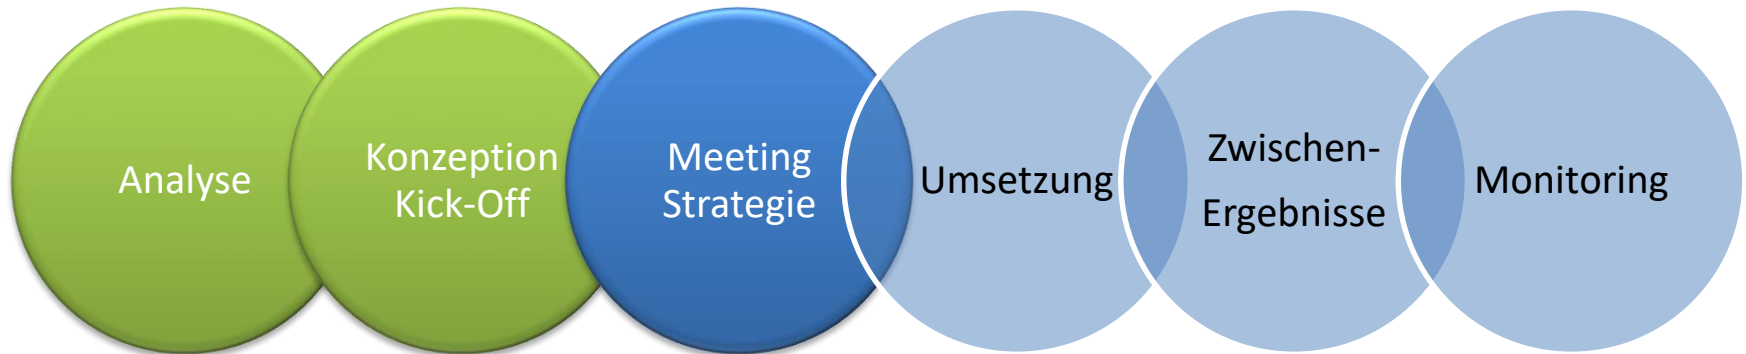 Analyse
Konzeption
Kick-Off
Meeting
Strategie
Umsetzung
Zwischen-
Ergebnisse
Monitoring